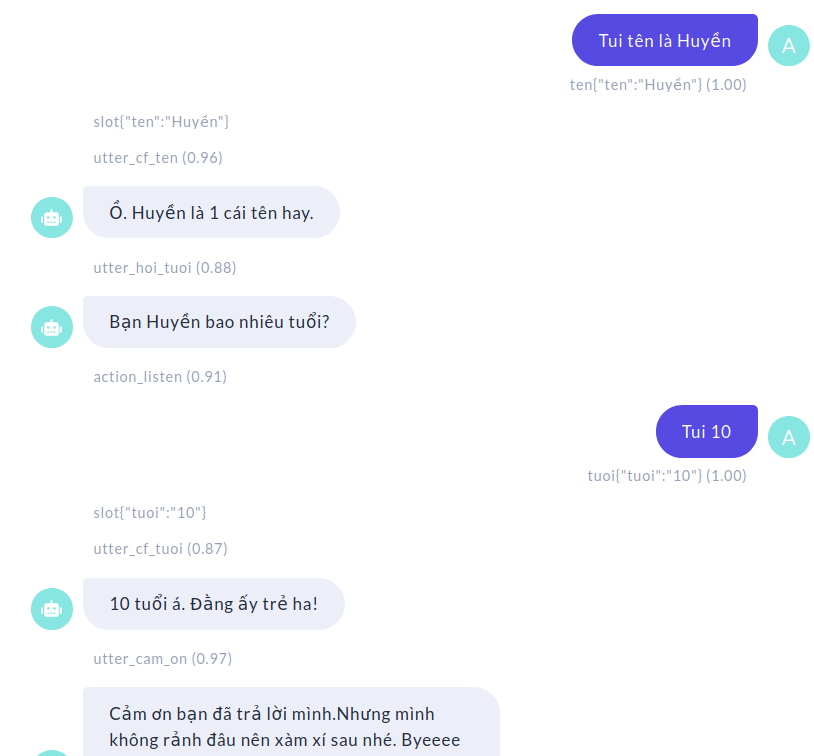 Tui tên là Huyền
A
ten{"ten":"Huyền"} (1.00)
slot{"ten":"Huyền"}
utter_cf_ten (0.96)
Ồ. Huyền là 1 cái tên hay.
utter_hoi_tuoi (0.88)
Bạn Huyền bao nhiêu tuổi?
action_listen (0.91)
Tui 10
A
tuoi{"tuoi":"10"} (1.00)
slot{"tuoi":"10"}
utter_cf_tuoi (0.87)
10 tuổi á. Đằng ấy trẻ ha!
utter_cam_on (0.97)
Cảm ơn bạn đã trả lời mình.Nhưng mình
không rảnh đâu nên xàm xí sau nhé. Byeeee